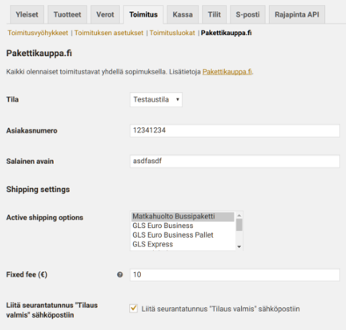 Yleiset Tuotteet Verot Toimitus Kassa Tilit S-posti Rajapinta API
Toimitusvyöhykkeet | Toimituksen asetukset | Toimitusluokat | Pakettikauppa.fi
Pakettikauppa.fi
Kaikki olennaiset toimitustavat yhdellä sopimuksella. Lisätietoja Pakettikauppa.fi.
Tila Testaustila
Asiakasnumero 12341234
Salainen avain asdfasdf
Shipping settings
Active shipping options Matkahuolto Bussipaketti
GLS Euro Business
GLS Euro Business Pallet
GLS Express
Fixed fee (€) ? 10
Liitä seurantatunnus "Tilaus
valmis" sähköpostiin
Liitä seurantatunnus "Tilaus valmis" sähköpostiin